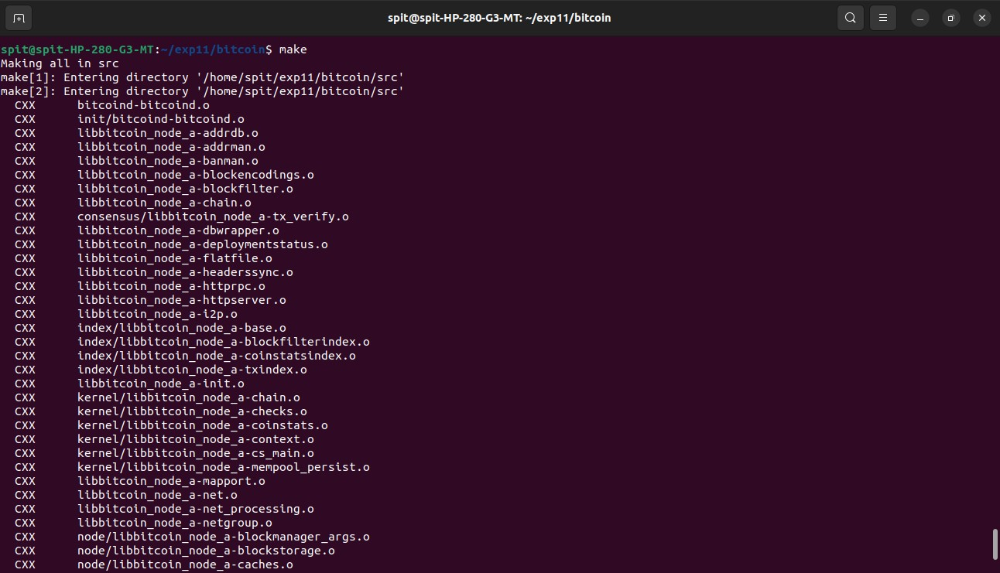 spit@spit-HP-280-G3-MT: ~/exp11/bitcoin
spit@spit-HP-280-G3-MT:~/exp11/bitcoin$ make
Making all in src
make[1]: Entering directory '/home/spit/exp11/bitcoin/src'
make[2]: Entering directory '/home/spit/exp11/bitcoin/src'
  CXX      bitcoind-bitcoind.o
  CXX      init/bitcoind-bitcoind.o
  CXX      libbitcoin_node_a-addrdb.o
  CXX      libbitcoin_node_a-addrman.o
  CXX      libbitcoin_node_a-banman.o
  CXX      libbitcoin_node_a-blockencodings.o
  CXX      libbitcoin_node_a-blockfilter.o
  CXX      libbitcoin_node_a-chain.o
  CXX      consensus/libbitcoin_node_a-tx_verify.o
  CXX      libbitcoin_node_a-dbwrapper.o
  CXX      libbitcoin_node_a-deploymentstatus.o
  CXX      libbitcoin_node_a-flatfile.o
  CXX      libbitcoin_node_a-headerssync.o
  CXX      libbitcoin_node_a-httprpc.o
  CXX      libbitcoin_node_a-httpserver.o
  CXX      libbitcoin_node_a-i2p.o
  CXX      index/libbitcoin_node_a-base.o
  CXX      index/libbitcoin_node_a-blockfilterindex.o
  CXX      index/libbitcoin_node_a-coinstatsindex.o
  CXX      index/libbitcoin_node_a-txindex.o
  CXX      libbitcoin_node_a-init.o
  CXX      kernel/libbitcoin_node_a-chain.o
  CXX      kernel/libbitcoin_node_a-checks.o
  CXX      kernel/libbitcoin_node_a-coinstats.o
  CXX      kernel/libbitcoin_node_a-context.o
  CXX      kernel/libbitcoin_node_a-cs_main.o
  CXX      kernel/libbitcoin_node_a-mempool_persist.o
  CXX      libbitcoin_node_a-mapport.o
  CXX      libbitcoin_node_a-net.o
  CXX      libbitcoin_node_a-net_processing.o
  CXX      libbitcoin_node_a-netgroup.o
  CXX      node/libbitcoin_node_a-blockmanager_args.o
  CXX      node/libbitcoin_node_a-blockstorage.o
  CXX      node/libbitcoin_node_a-caches.o